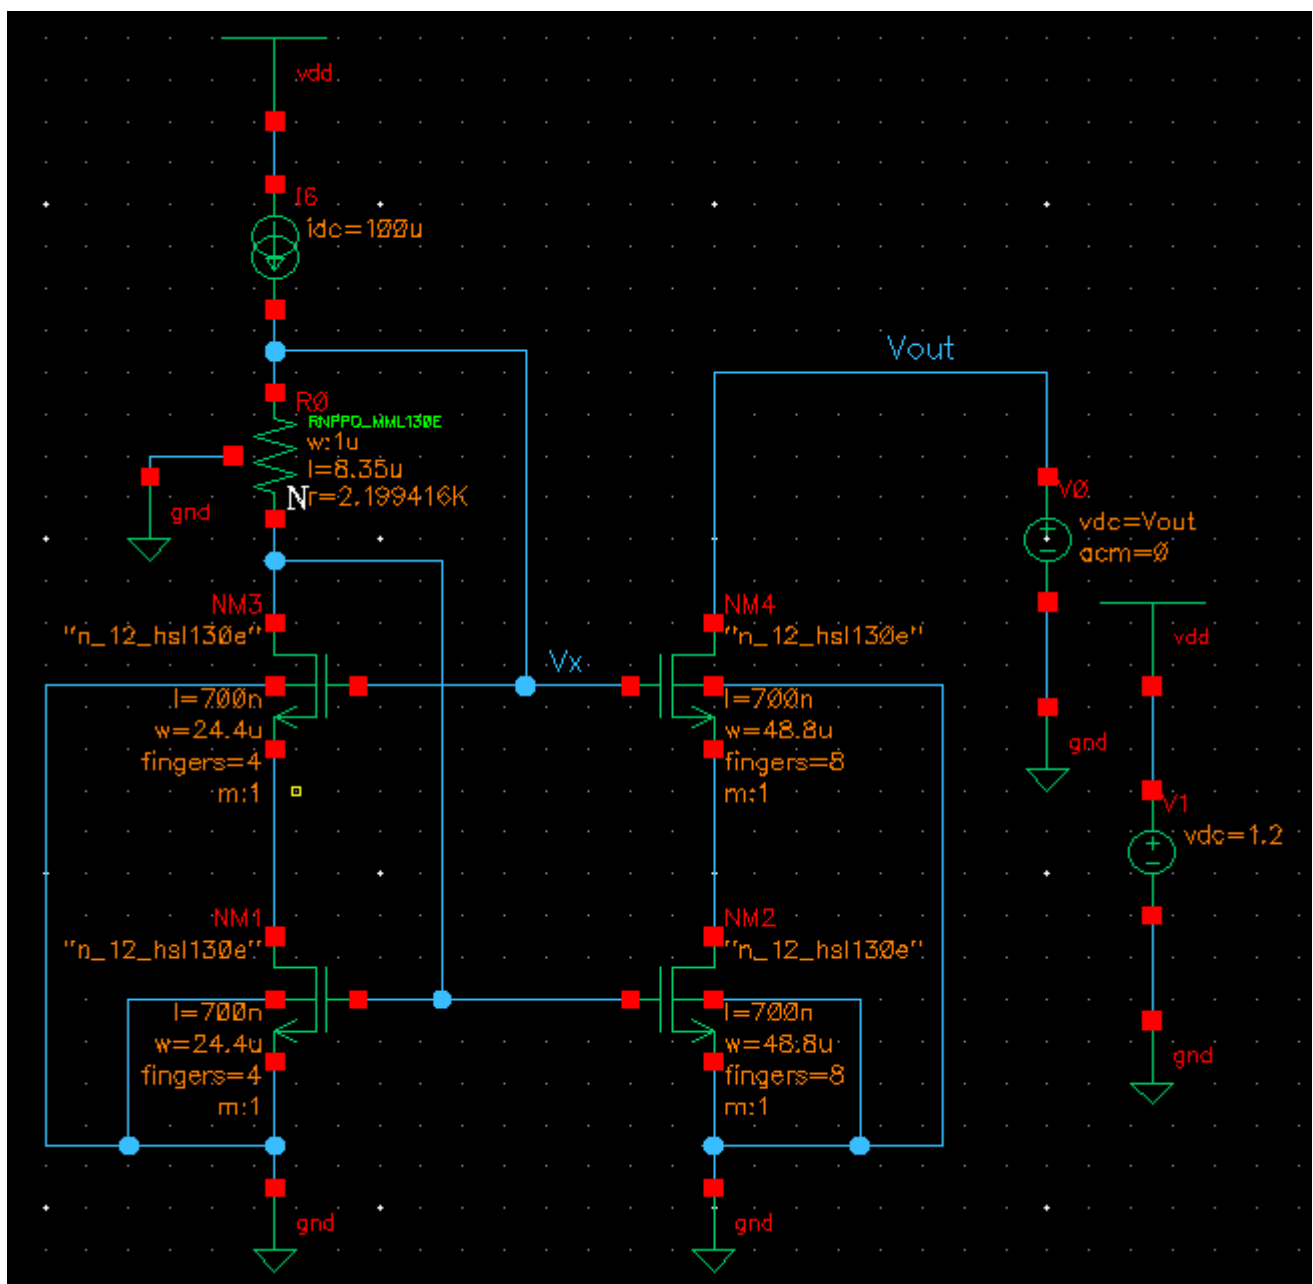 vdd
I6
idc=100u
Vout
R0
RNPPO_MML130E
w:1u
l=8.35u
N
r=2.199416K
gnd
V0
vdc=Vout
acm=0
gnd
NM3
"n_12_hsl130e"
l=700n
w=24.4u
fingers=4
m:1
Vx
NM4
"n_12_hsl130e"
l=700n
w=48.8u
fingers=8
m:1
vdd
V1
vdc=1.2
gnd
NM1
"n_12_hsl130e"
l=700n
w=24.4u
fingers=4
m:1
gnd
NM2
"n_12_hsl130e"
l=700n
w=48.8u
fingers=8
m:1
gnd